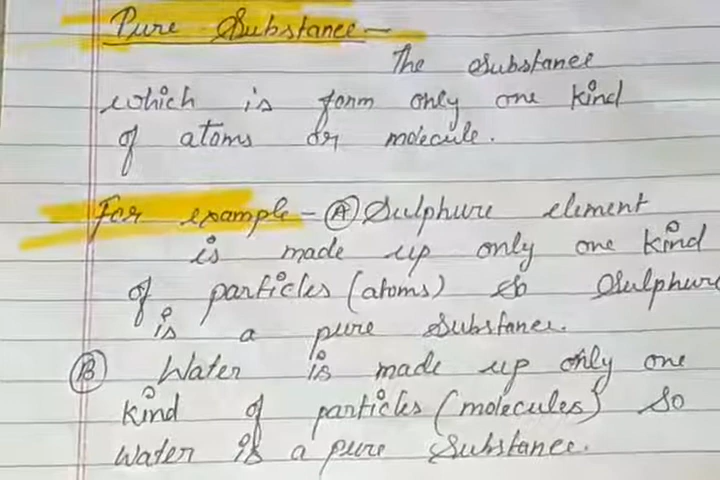 Pure Substance—
The Substance
which is form only one kind
of atoms or molecule.
For example - (A) Sulphure element
is made up only one kind
of particles (atoms) so Sulphure
is a pure Substance.
(B) Water is made up only one
kind of particles (molecules) so
water is a pure Substance.